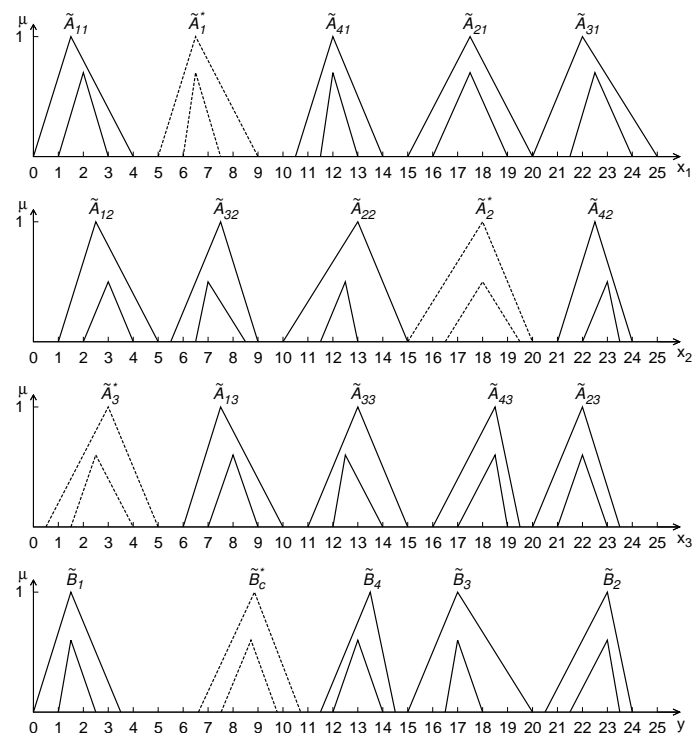 μ
Ã₁₁ Ã₁* Ã₄₁ Ã₂₁ Ã₃₁
1
0 1 2 3 4 5 6 7 8 9 10 11 12 13 14 15 16 17 18 19 20 21 22 23 24 25 x₁
μ
Ã₁₂ Ã₃₂ Ã₂₂ Ã₂* Ã₄₂
1
0 1 2 3 4 5 6 7 8 9 10 11 12 13 14 15 16 17 18 19 20 21 22 23 24 25 x₂
μ
Ã₃* Ã₁₃ Ã₃₃ Ã₄₃ Ã₂₃
1
0 1 2 3 4 5 6 7 8 9 10 11 12 13 14 15 16 17 18 19 20 21 22 23 24 25 x₃
μ
B̃₁ B̃c* B̃₄ B̃₃ B̃₂
1
0 1 2 3 4 5 6 7 8 9 10 11 12 13 14 15 16 17 18 19 20 21 22 23 24 25 y